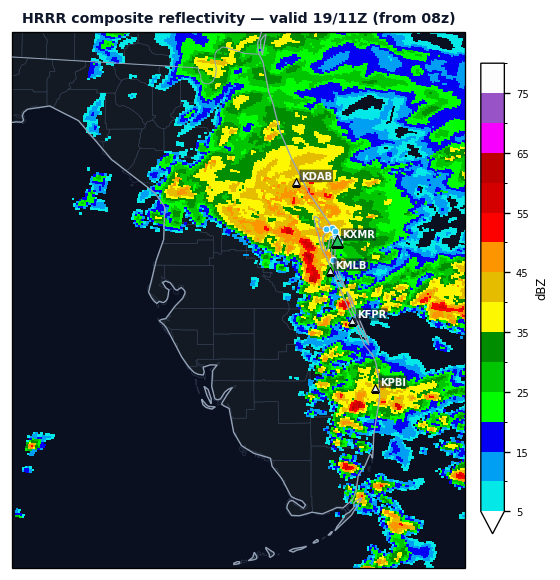 HRRR composite reflectivity — valid 19/11Z (from 08z)
75
65
55
45
35
25
15
5
dBZ
KDAB
KXMR
KMLB
KFPR
KPBI